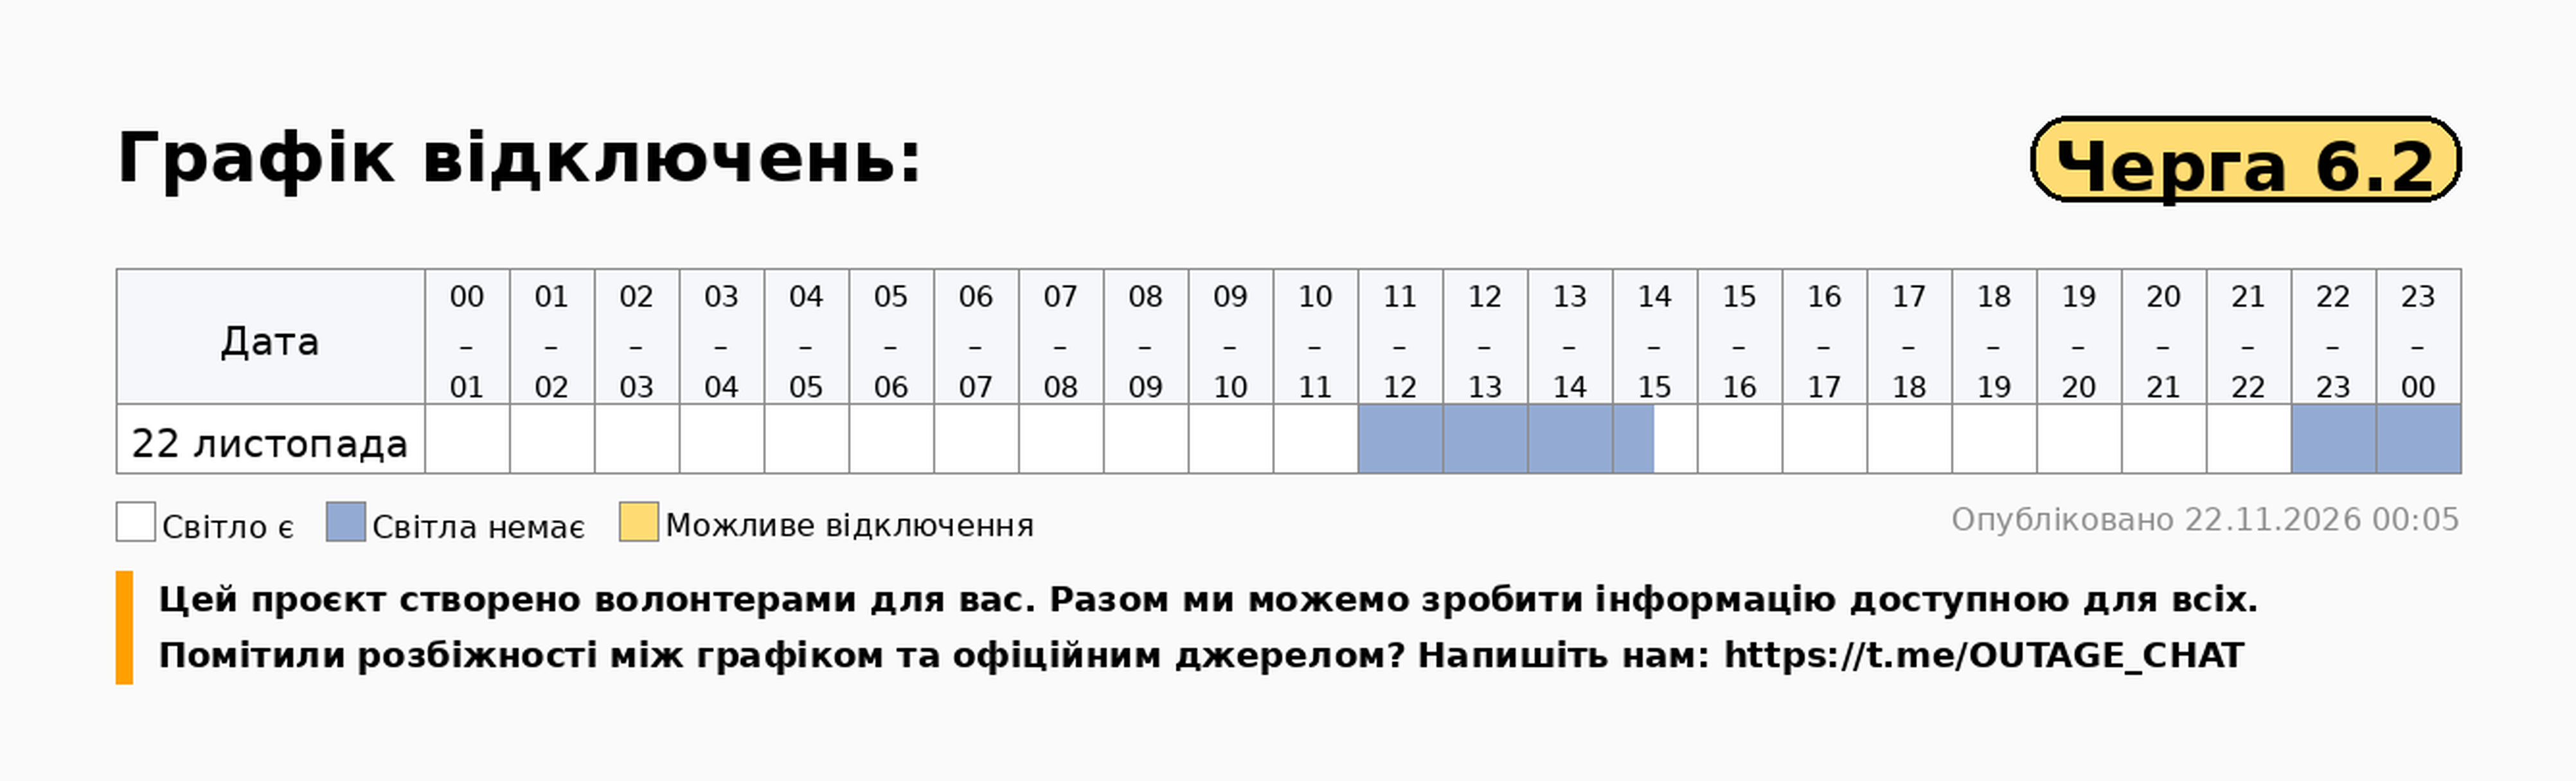 Графік відключень:
Черга 6.2
Дата 00 – 01 01 – 02 02 – 03 03 – 04 04 – 05 05 – 06 06 – 07 07 – 08 08 – 09 09 – 10 10 – 11 11 – 12 12 – 13 13 – 14 14 – 15 15 – 16 16 – 17 17 – 18 18 – 19 19 – 20 20 – 21 21 – 22 22 – 23 23 – 00
22 листопада
Світло є Світла немає Можливе відключення
Опубліковано 22.11.2026 00:05
Цей проєкт створено волонтерами для вас. Разом ми можемо зробити інформацію доступною для всіх.
Помітили розбіжності між графіком та офіційним джерелом? Напишіть нам: https://t.me/OUTAGE_CHAT